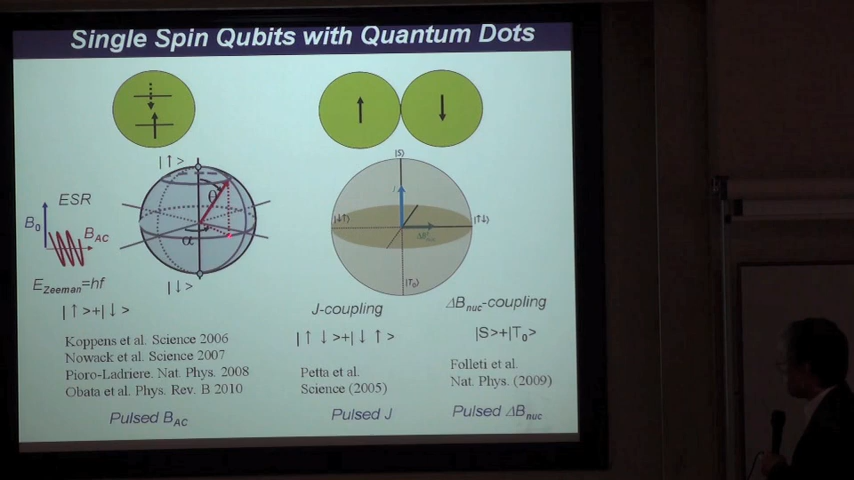 Single Spin Qubits with Quantum Dots
|↑>
ESR
B0
BAC
θ
α
EZeeman=hf
|↓>
|↑>+|↓>
Koppens et al. Science 2006
Nowack et al. Science 2007
Pioro-Ladriere. Nat. Phys. 2008
Obata et al. Phys. Rev. B 2010
Pulsed BAC
|S>
J
|↓↑>
|↑↓>
ΔBnuc
|T0>
J-coupling
|↑ ↓>+|↓ ↑>
Petta et al.
Science (2005)
Pulsed J
ΔBnuc-coupling
|S>+|T0>
Folleti et al.
Nat. Phys. (2009)
Pulsed ΔBnuc